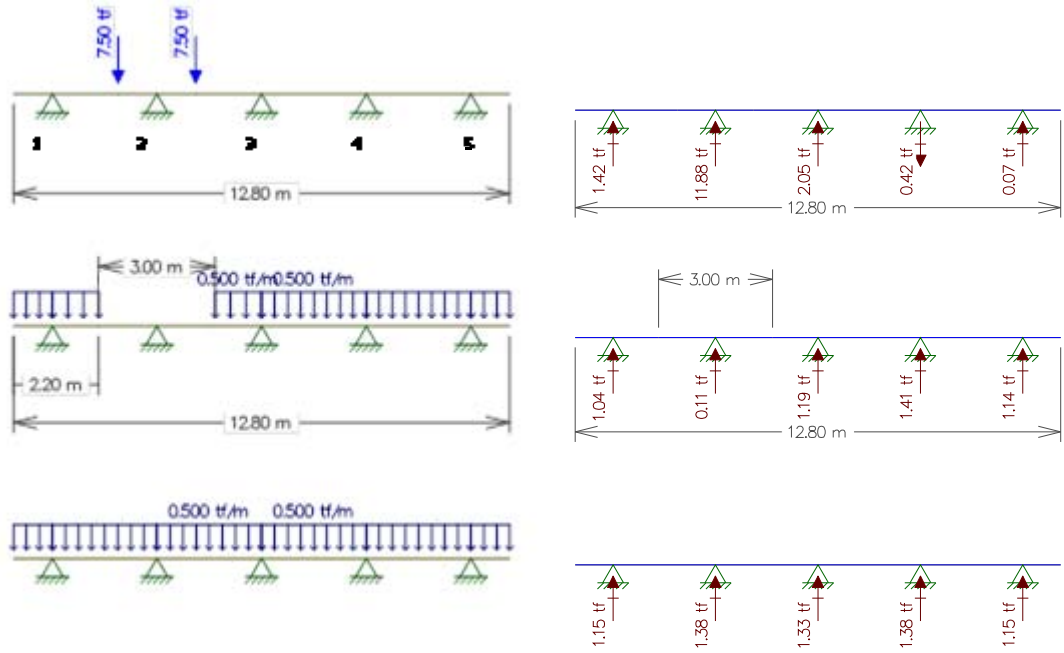 7.50 tf
7.50 tf
1
2
3
4
5
12.80 m
1.42 tf
11.88 tf
2.05 tf
0.42 tf
0.07 tf
12.80 m
3.00 m
0.500 tf/m
0.500 tf/m
2.20 m
12.80 m
3.00 m
1.04 tf
0.11 tf
1.19 tf
1.41 tf
1.14 tf
12.80 m
0.500 tf/m
0.500 tf/m
1.15 tf
1.38 tf
1.33 tf
1.38 tf
1.15 tf